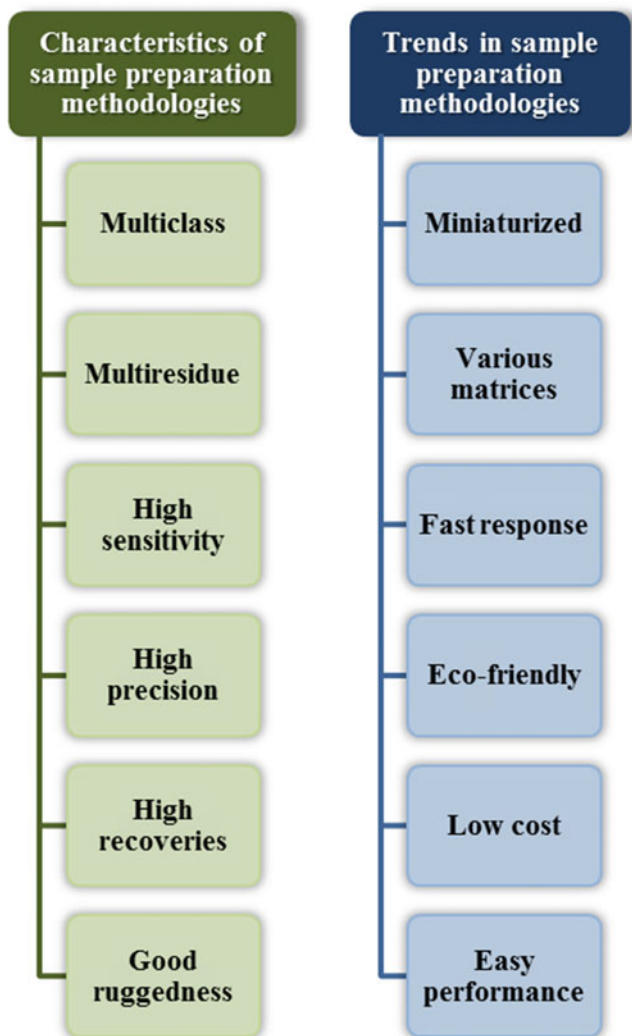 Characteristics of
sample preparation
methodologies
Multiclass
Multiresidue
High
sensitivity
High
precision
High
recoveries
Good
ruggedness
Trends in sample
preparation
methodologies
Miniaturized
Various
matrices
Fast response
Eco-friendly
Low cost
Easy
performance